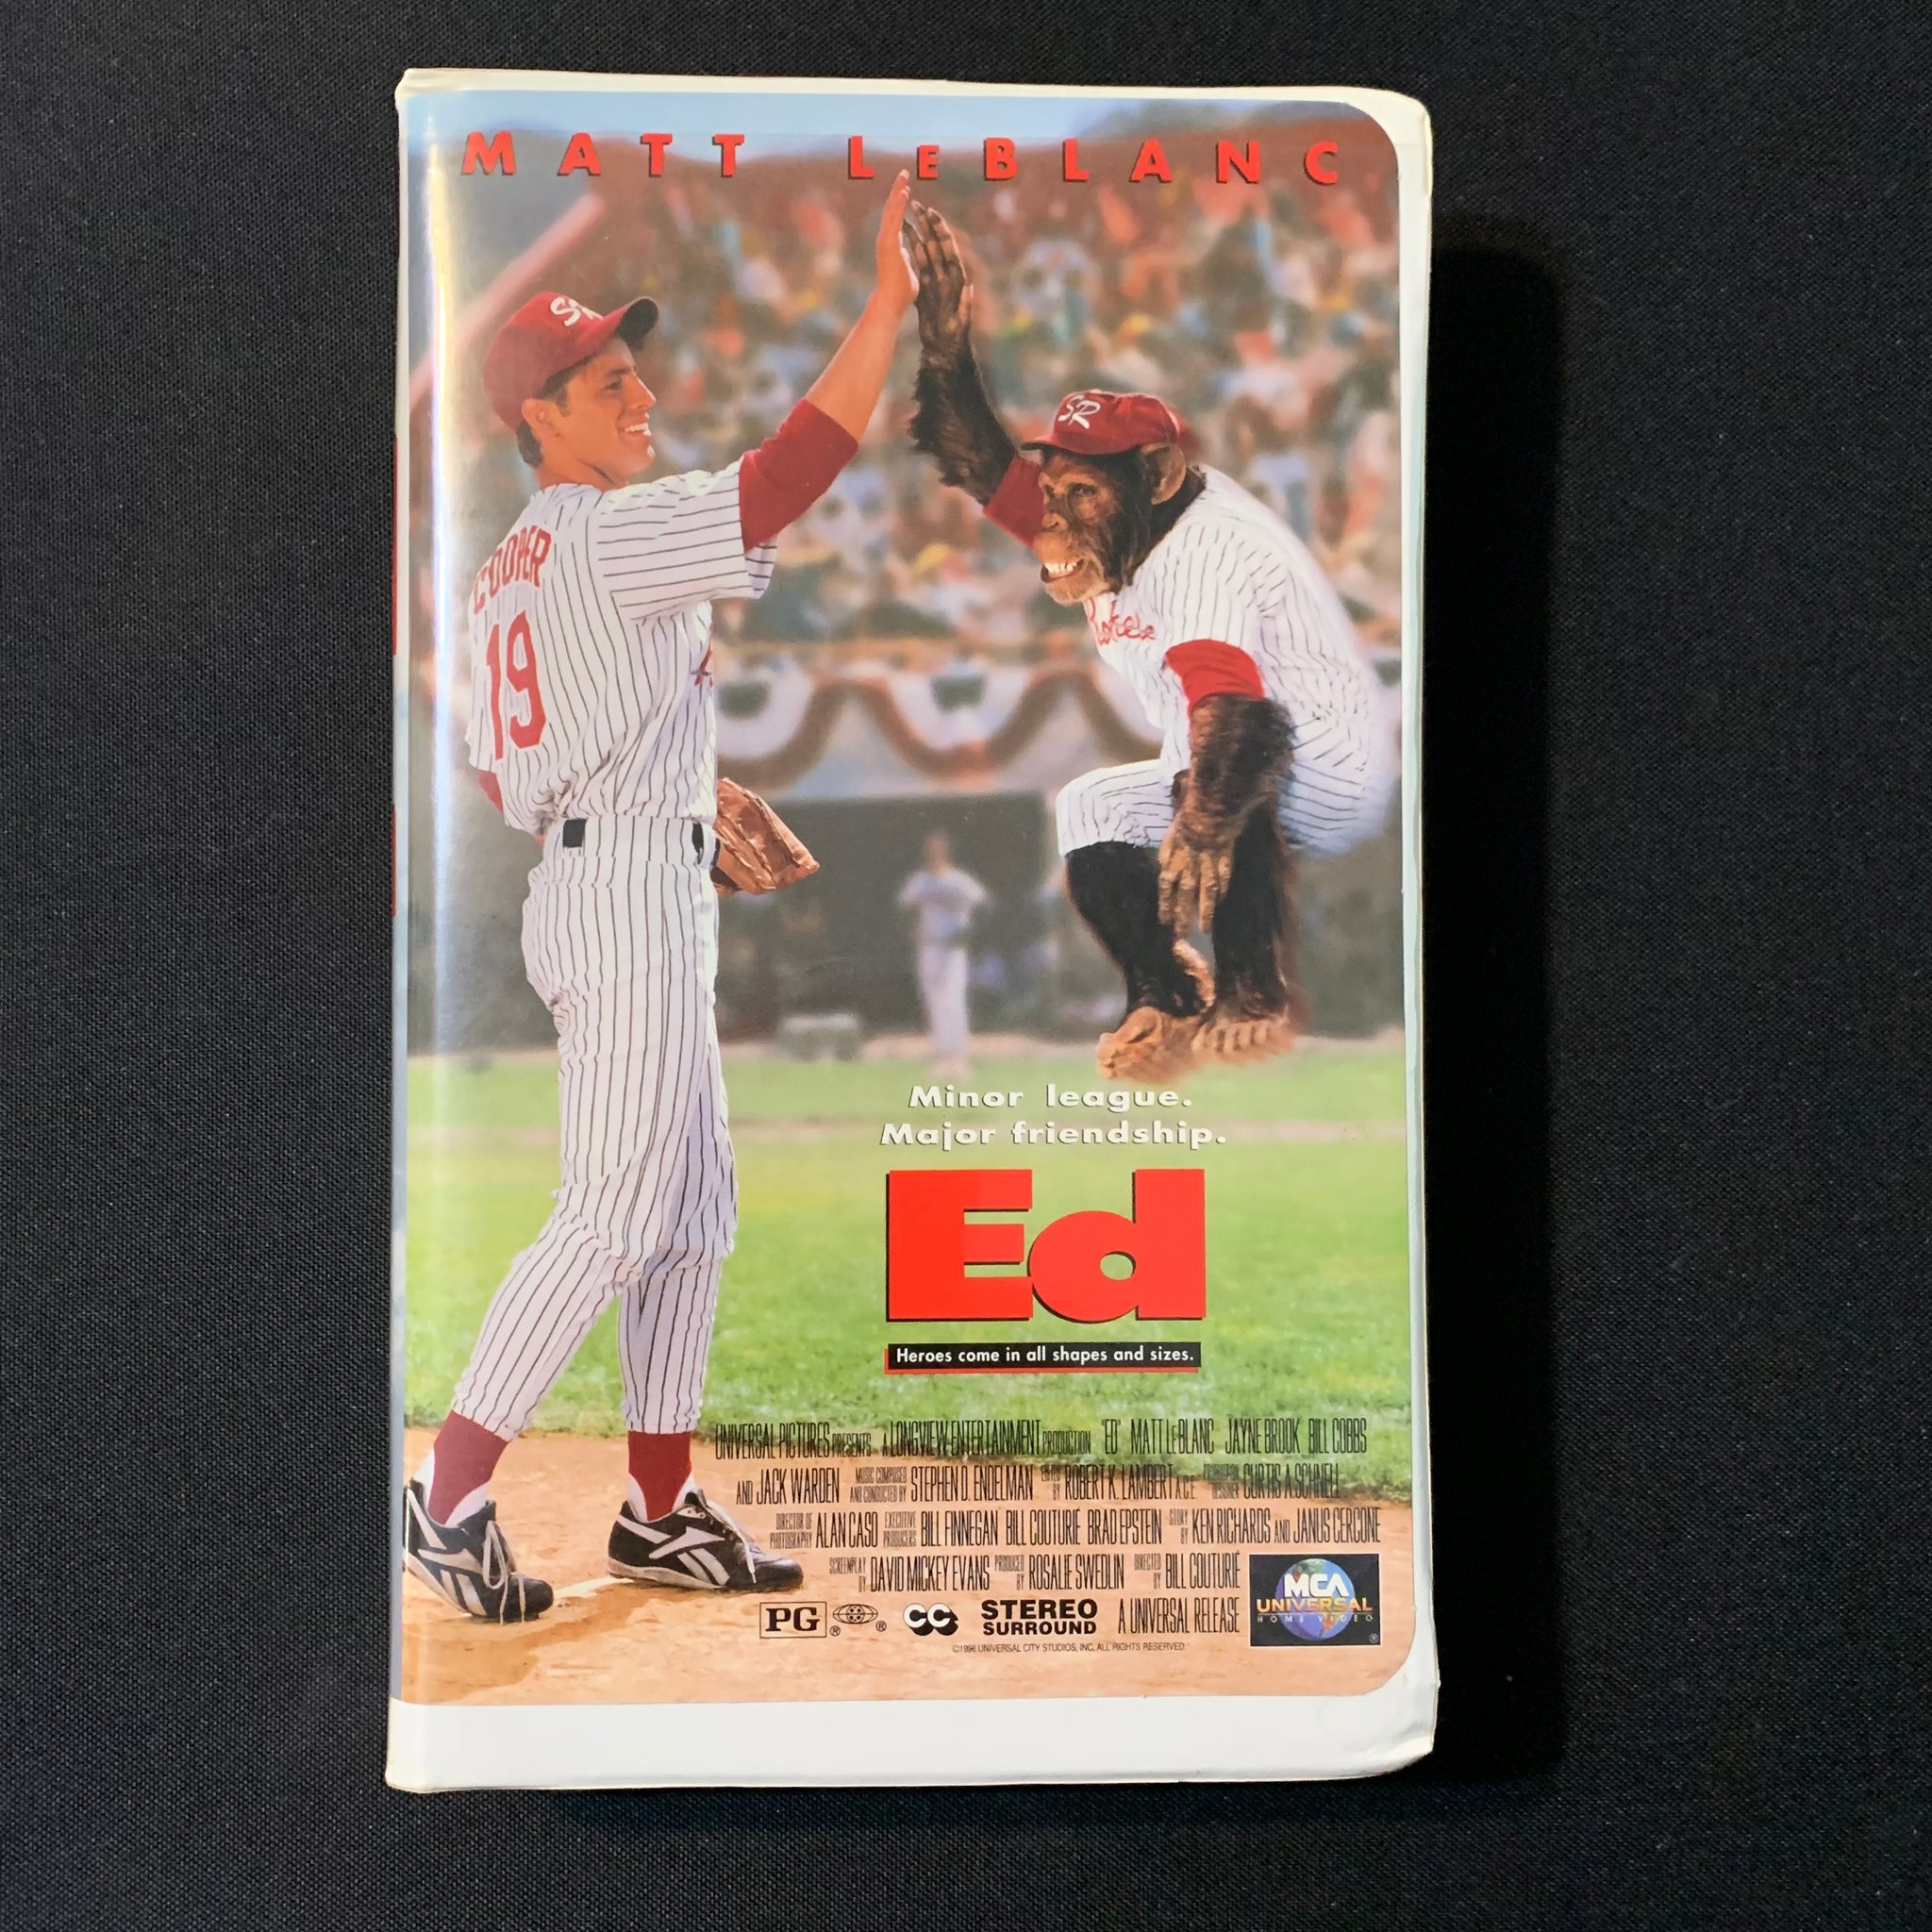 MATT LeBLANC
SR
SR
COOPER
19
Minor league.
Major friendship.
Ed
Heroes come in all shapes and sizes.
UNIVERSAL PICTURES PRESENTS A LONGVIEW ENTERTAINMENT PRODUCTION "ED" MATT LeBLANC JAYNE BROOK BILL COBBS
AND JACK WARDEN MUSIC COMPOSED AND CONDUCTED BY STEPHEN D. ENDELMAN EDITED BY ROBERT K. LAMBERT A.C.E. PRODUCTION DESIGNER CURTIS A. SCHNELL
DIRECTOR OF PHOTOGRAPHY ALAN CASO EXECUTIVE PRODUCERS BILL FINNEGAN BILL COUTURIÉ BRAD EPSTEIN STORY BY KEN RICHARDS AND JANUS CERCONE
SCREENPLAY BY DAVID MICKEY EVANS PRODUCED BY ROSALIE SWEDLIN DIRECTED BY BILL COUTURIÉ
PG ® ® CC STEREO SURROUND A UNIVERSAL RELEASE
MCA
UNIVERSAL
HOME VIDEO
®
©1996 UNIVERSAL CITY STUDIOS, INC. ALL RIGHTS RESERVED.